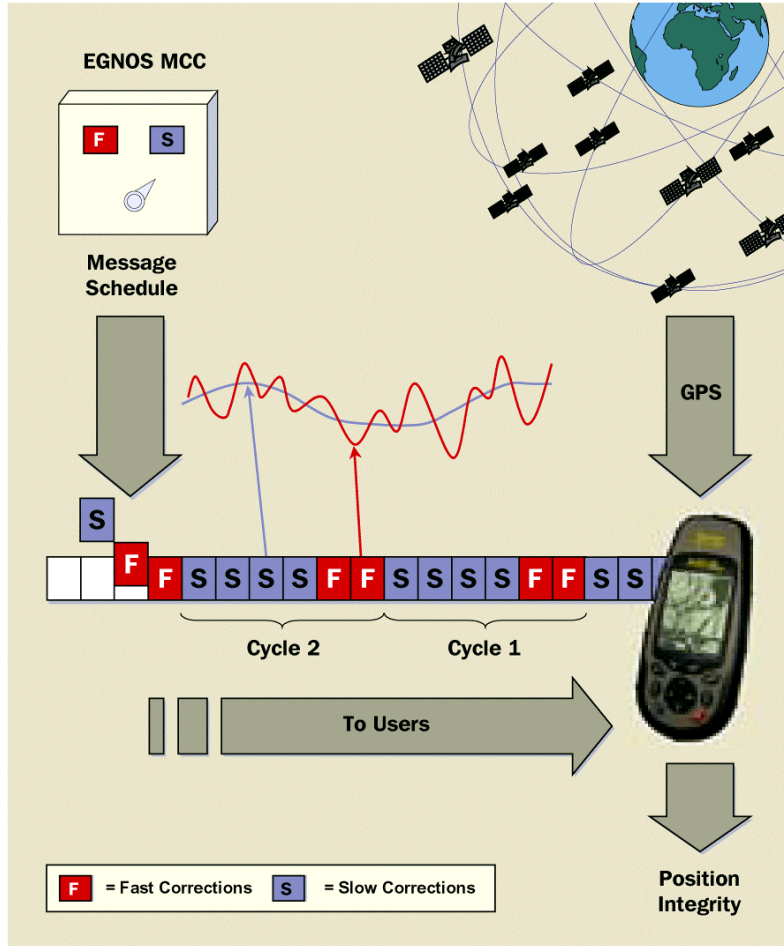 EGNOS MCC
F S
Message
Schedule
GPS
S
F F S S S S F F S S S S F F S S
Cycle 2 Cycle 1
To Users
F = Fast Corrections S = Slow Corrections
Position
Integrity